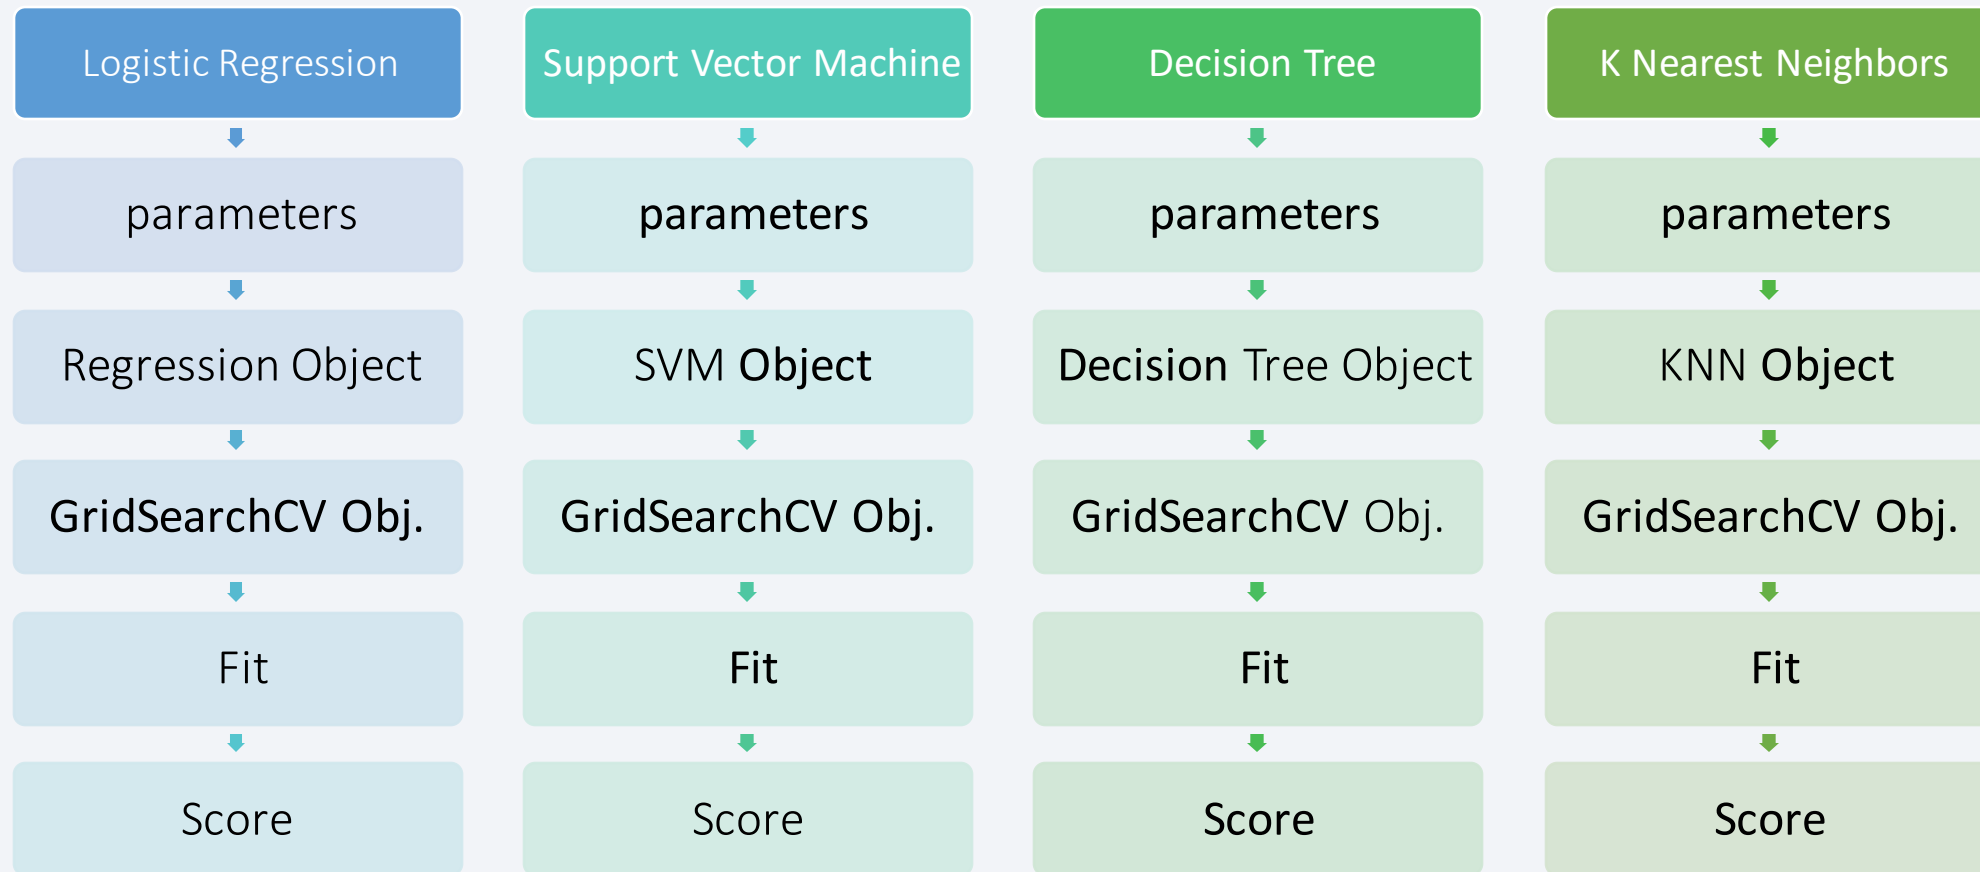 Logistic Regression
Support Vector Machine
Decision Tree
K Nearest Neighbors
parameters
parameters
parameters
parameters
Regression Object
SVM Object
Decision Tree Object
KNN Object
GridSearchCV Obj.
GridSearchCV Obj.
GridSearchCV Obj.
GridSearchCV Obj.
Fit
Fit
Fit
Fit
Score
Score
Score
Score